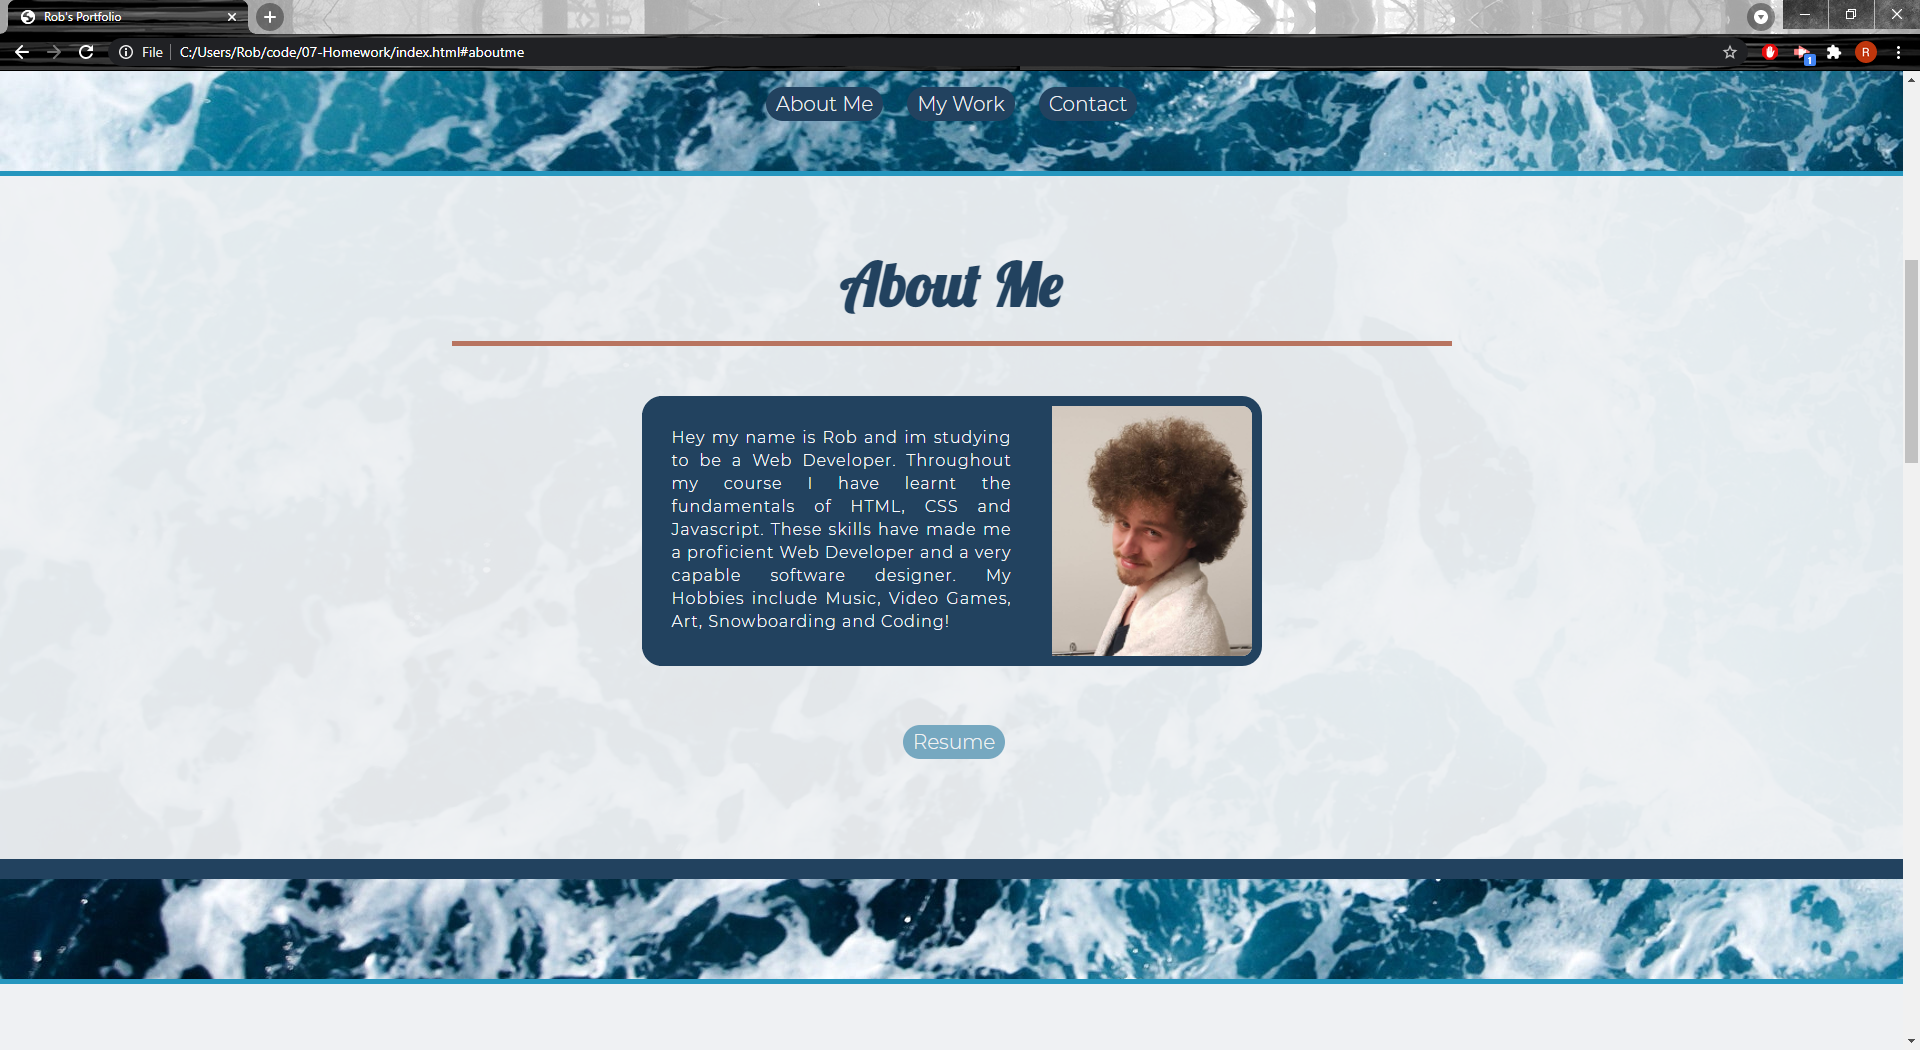 Rob's Portfolio
File
C:/Users/Rob/code/07-Homework/index.html#aboutme
1
R
About Me
My Work
Contact
About Me
Hey my name is Rob and im studying
to be a Web Developer. Throughout
my course I have learnt the
fundamentals of HTML, CSS and
Javascript. These skills have made me
a proficient Web Developer and a very
capable software designer. My
Hobbies include Music, Video Games,
Art, Snowboarding and Coding!
Resume